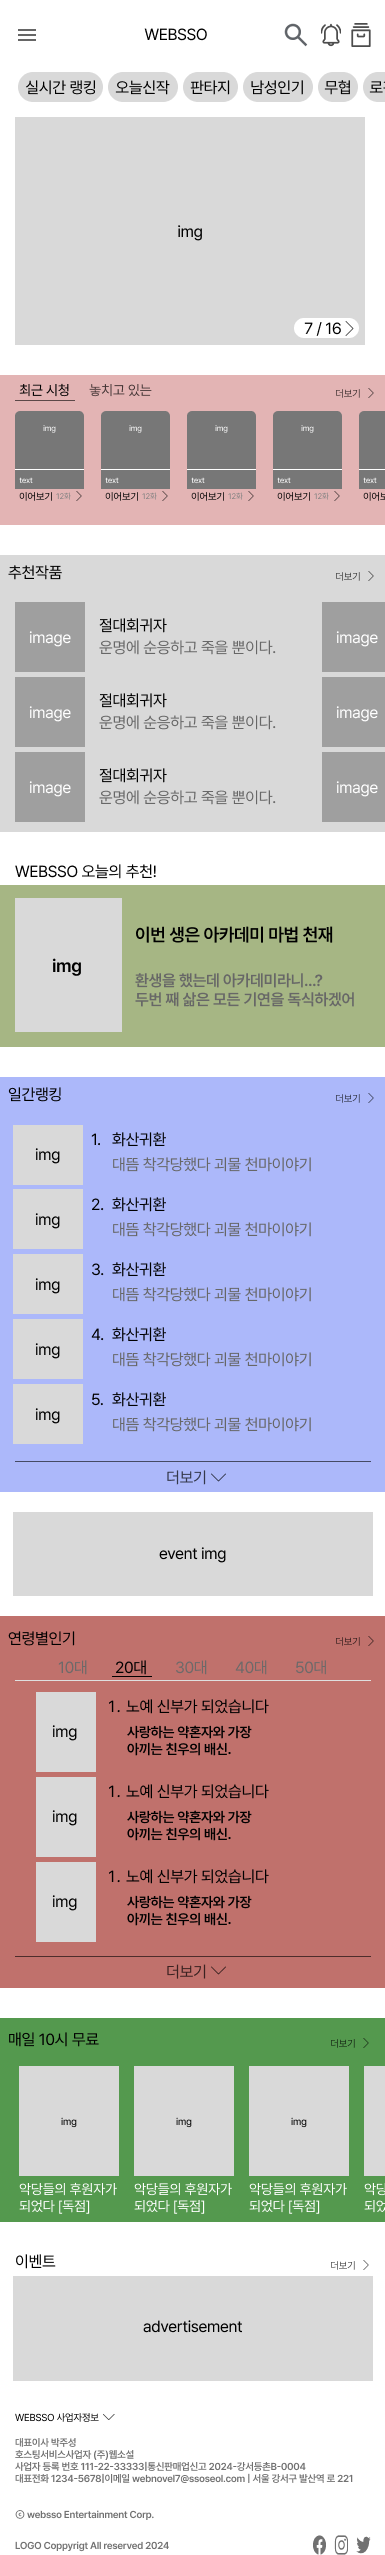 WEBSSO
실시간 랭킹 오늘신작 판타지 남성인기 무협 로
img
7 / 16
최근 시청 놓치고 있는 더보기
img img img img
text text text text text
이어보기 12화 이어보기 12화 이어보기 12화 이어보기 12화 이어보
추천작품 더보기
image 절대회귀자 image
운명에 순응하고 죽을 뿐이다.
image 절대회귀자 image
운명에 순응하고 죽을 뿐이다.
image 절대회귀자 image
운명에 순응하고 죽을 뿐이다.
WEBSSO 오늘의 추천!
img
이번 생은 아카데미 마법 천재
환생을 했는데 아카데미라니...?
두번 째 삶은 모든 기연을 독식하겠어
일간랭킹 더보기
img 1. 화산귀환
대뜸 착각당했다 괴물 천마이야기
img 2. 화산귀환
대뜸 착각당했다 괴물 천마이야기
img 3. 화산귀환
대뜸 착각당했다 괴물 천마이야기
img 4. 화산귀환
대뜸 착각당했다 괴물 천마이야기
img 5. 화산귀환
대뜸 착각당했다 괴물 천마이야기
더보기
event img
연령별인기 더보기
10대 20대 30대 40대 50대
img 1. 노예 신부가 되었습니다
사랑하는 약혼자와 가장
아끼는 친우의 배신.
img 1. 노예 신부가 되었습니다
사랑하는 약혼자와 가장
아끼는 친우의 배신.
img 1. 노예 신부가 되었습니다
사랑하는 약혼자와 가장
아끼는 친우의 배신.
더보기
매일 10시 무료 더보기
img img img
악당들의 후원자가 악당들의 후원자가 악당들의 후원자가 악당
되었다 [독점] 되었다 [독점] 되었다 [독점] 되었
이벤트 더보기
advertisement
WEBSSO 사업자정보
대표이사 박주성
호스팅서비스사업자 (주)웹소설
사업자 등록 번호 111-22-33333|통신판매업신고 2024-강서등촌B-0004
대표전화 1234-5678|이메일 webnovel7@ssoseol.com | 서울 강서구 발산역 로 221
ⓒ websso Entertainment Corp.
LOGO Coppyrigt All reserved 2024